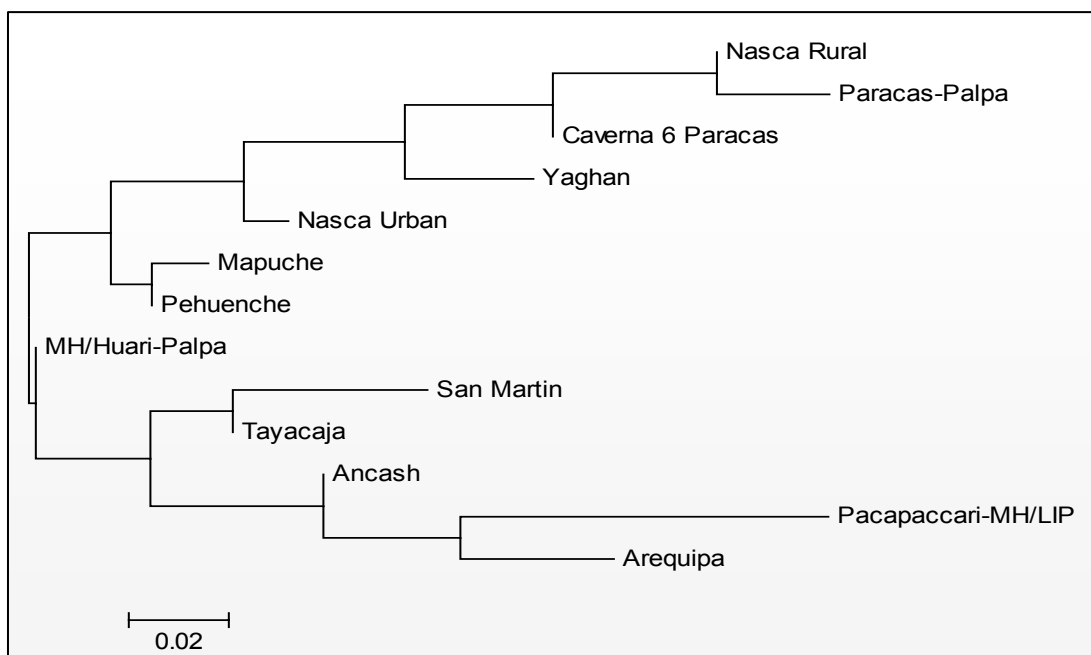 Nasca Rural
Paracas-Palpa
Caverna 6 Paracas
Yaghan
Nasca Urban
Mapuche
Pehuenche
MH/Huari-Palpa
San Martin
Tayacaja
Ancash
Pacapaccari-MH/LIP
Arequipa
0.02